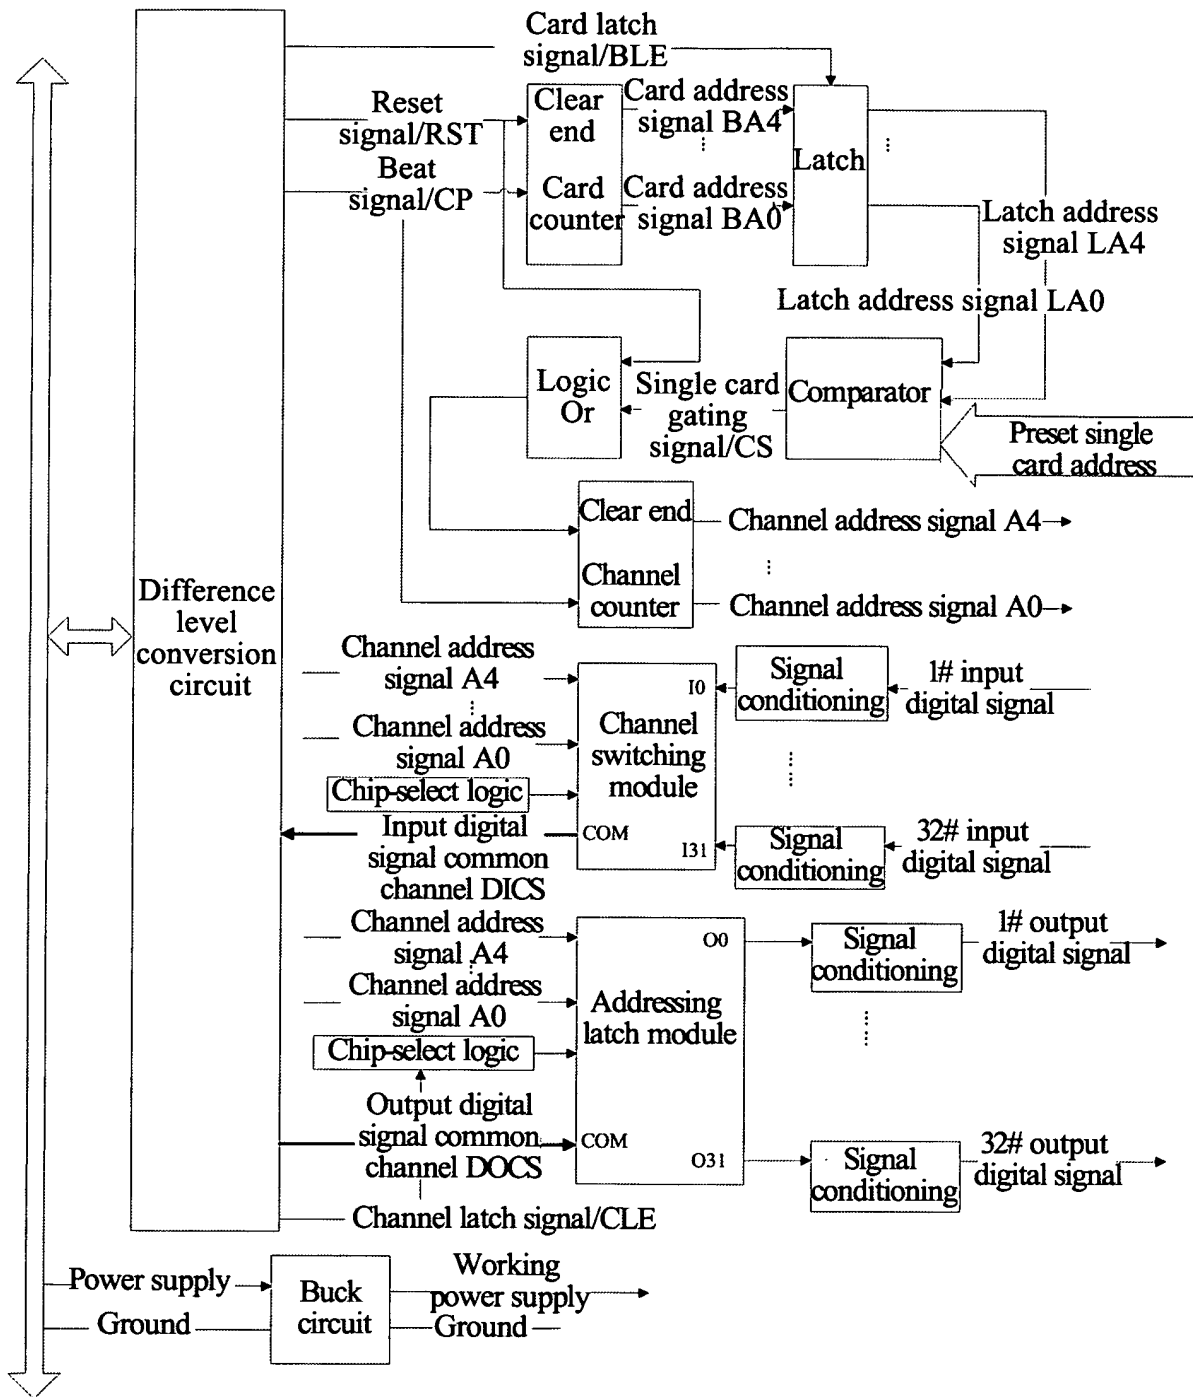 Card latch
signal/BLE
Reset
signal/RST
Beat
signal/CP
Clear
end
Card
counter
Card address
signal BA4
Card address
signal BA0
Latch
Latch address
signal LA4
Latch address signal LA0
Logic
Or
Single card
gating
signal/CS
Comparator
Preset single
card address
Clear end
Channel
counter
Channel address signal A4
Channel address signal A0
Difference
level
conversion
circuit
Channel address
signal A4
Channel address
signal A0
Chip-select logic
Input digital
signal common
channel DICS
I0
Channel
switching
module
COM
I31
Signal
conditioning
1# input
digital signal
Signal
conditioning
32# input
digital signal
Channel address
signal A4
Channel address
signal A0
Chip-select logic
Output digital
signal common
channel DOCS
Channel latch signal/CLE
O0
Addressing
latch module
COM
O31
Signal
conditioning
1# output
digital signal
Signal
conditioning
32# output
digital signal
Power supply
Ground
Buck
circuit
Working
power supply
Ground